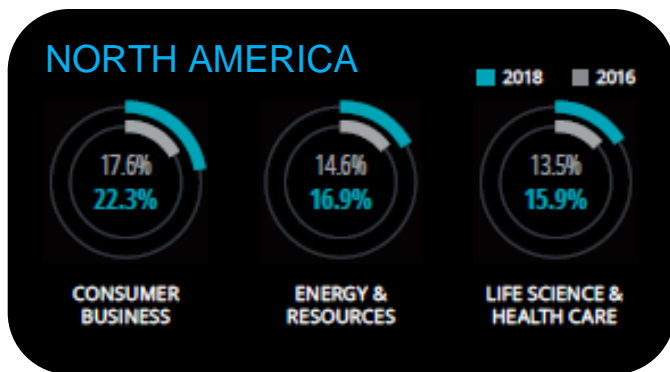 NORTH AMERICA
2018 2016
17.6%
22.3%
CONSUMER
BUSINESS
14.6%
16.9%
ENERGY &
RESOURCES
13.5%
15.9%
LIFE SCIENCE &
HEALTH CARE